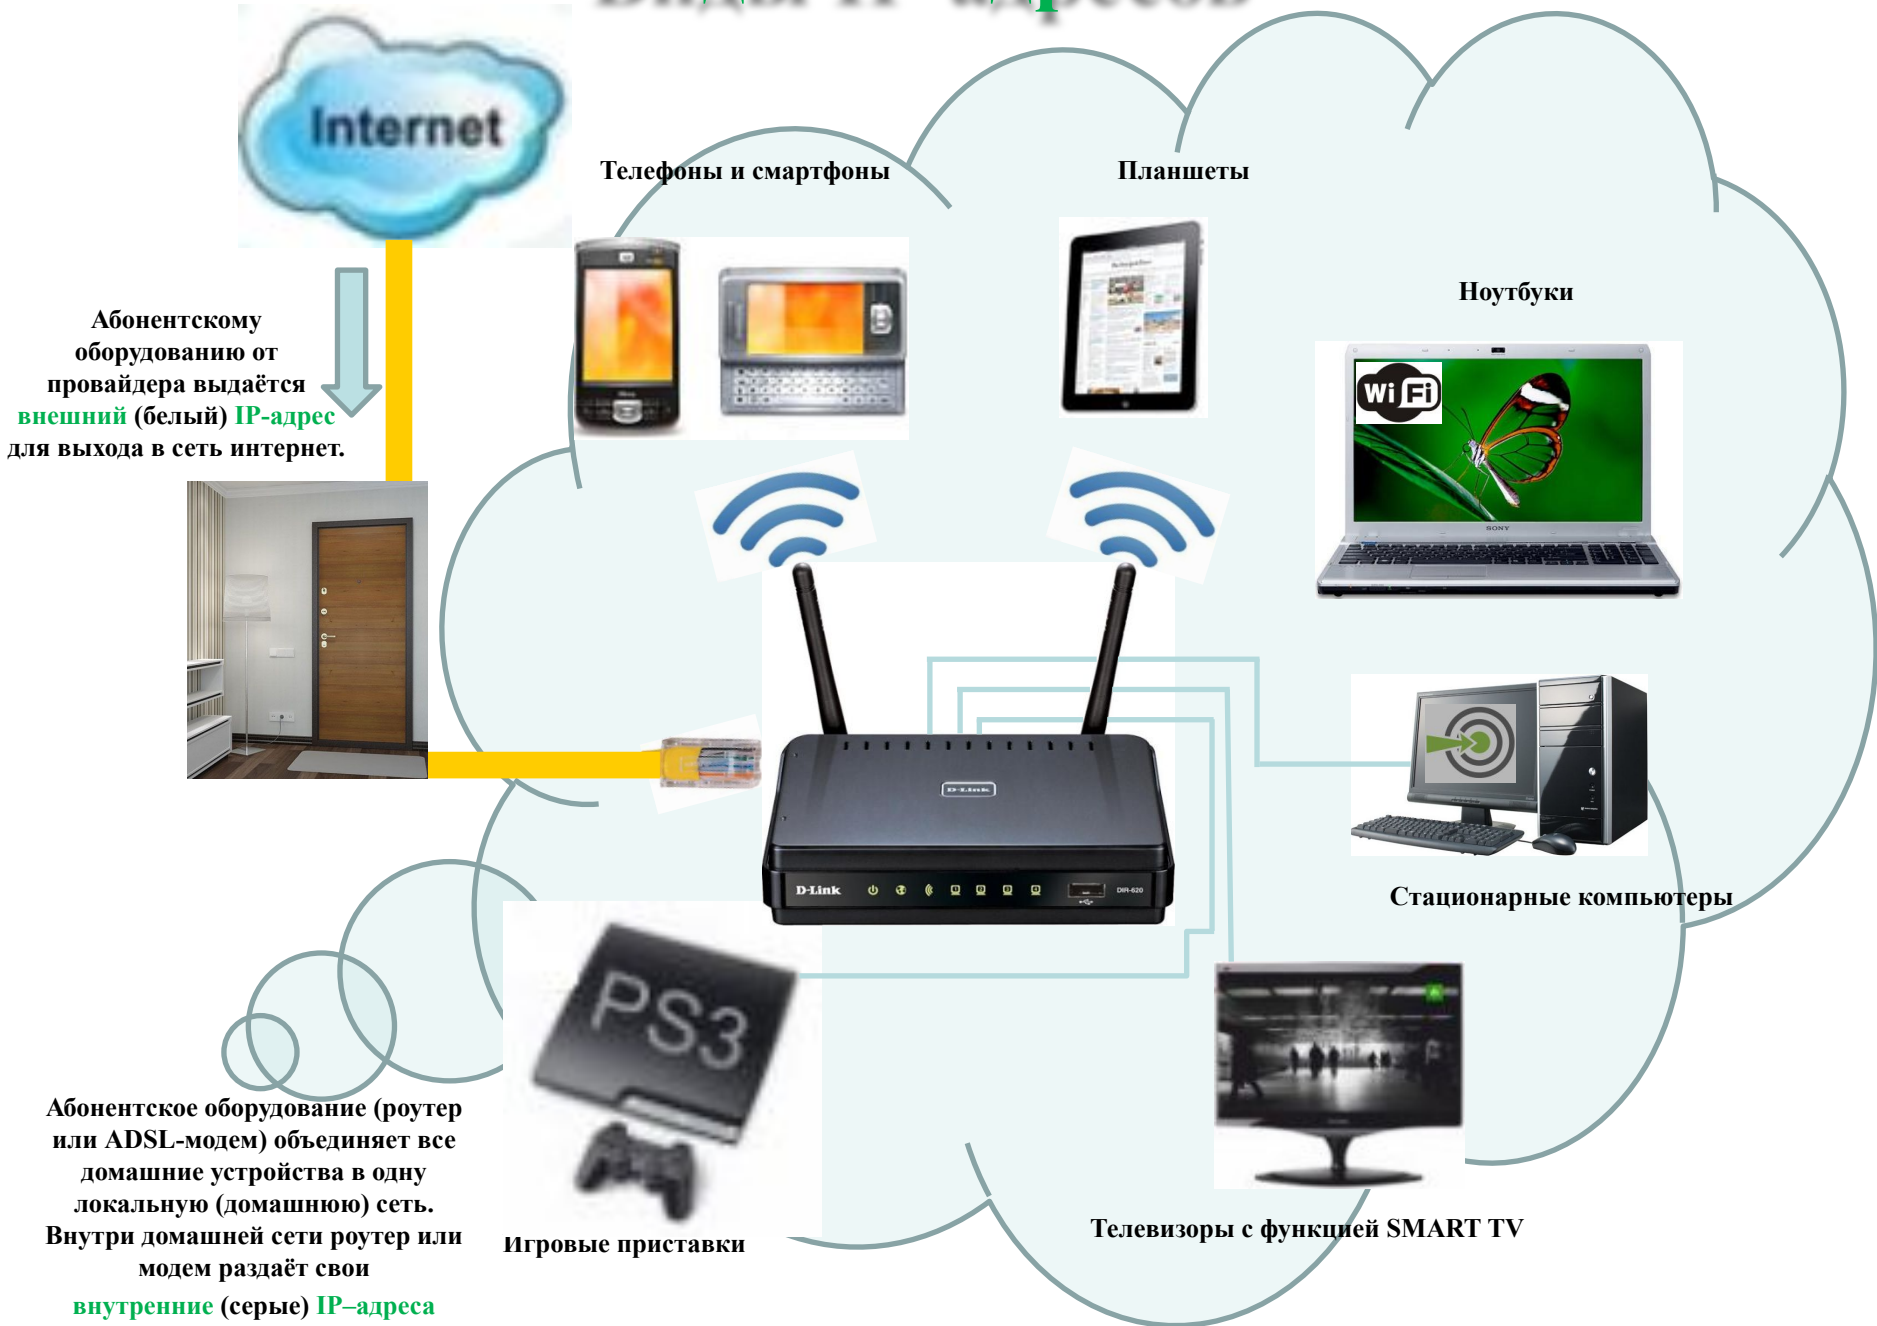 Виды IP-адресов
Internet
Телефоны и смартфоны
Планшеты
Ноутбуки
Абонентскому
оборудованию от
провайдера выдаётся
внешний (белый) IP-адрес
для выхода в сеть интернет.
Wi Fi
SONY
D-Link
D-Link
DIR-620
Стационарные компьютеры
PS3
Абонентское оборудование (роутер
или ADSL-модем) объединяет все
домашние устройства в одну
локальную (домашнюю) сеть.
Внутри домашней сети роутер или
модем раздаёт свои
внутренние (серые) IP–адреса
Игровые приставки
Телевизоры с функцией SMART TV